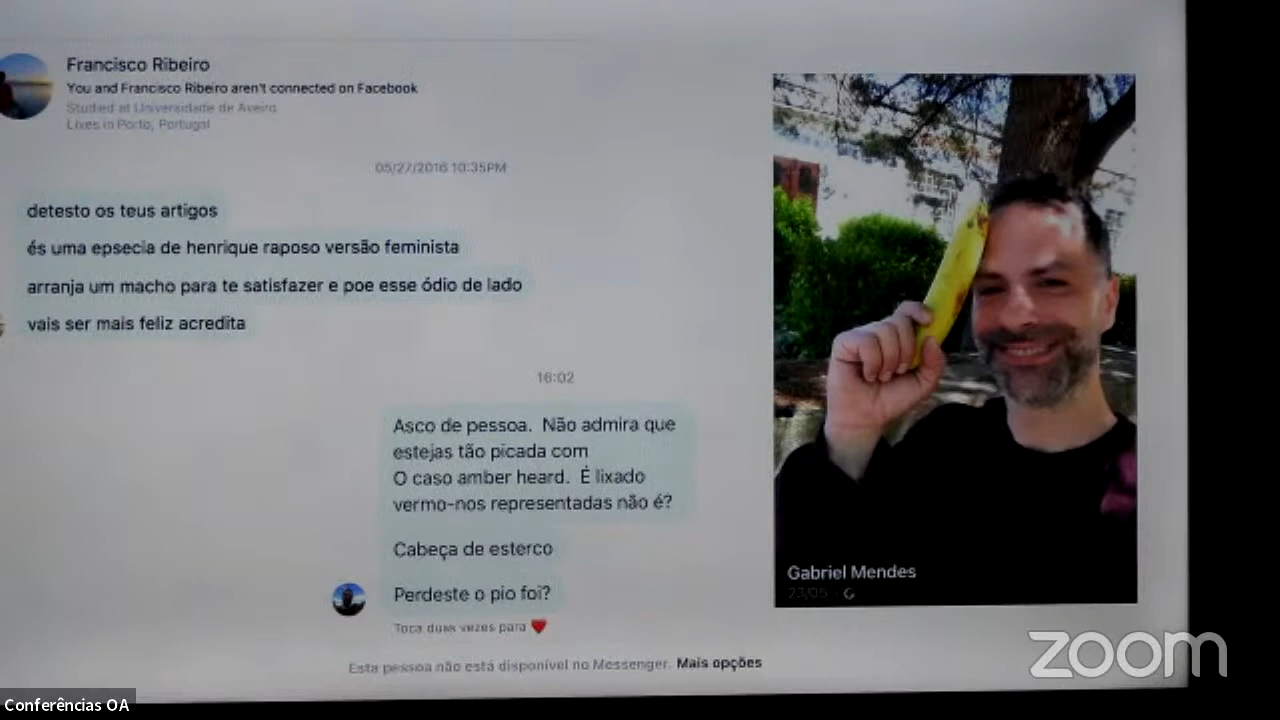 Francisco Ribeiro
You and Francisco Ribeiro aren't connected on Facebook
Studied at Universidade de Aveiro
Lives in Porto, Portugal
05/27/2016 10:35PM
detesto os teus artigos
és uma epsecia de henrique raposo versão feminista
arranja um macho para te satisfazer e poe esse ódio de lado
vais ser mais feliz acredita
16:02
Asco de pessoa. Não admira que
estejas tão picada com
O caso amber heard. É lixado
vermo-nos representadas não é?
Cabeça de esterco
Perdeste o pio foi?
Toca duas vezes para ❤️
Esta pessoa não está disponível no Messenger. Mais opções
Gabriel Mendes
23/05
zoom
Conferências OA